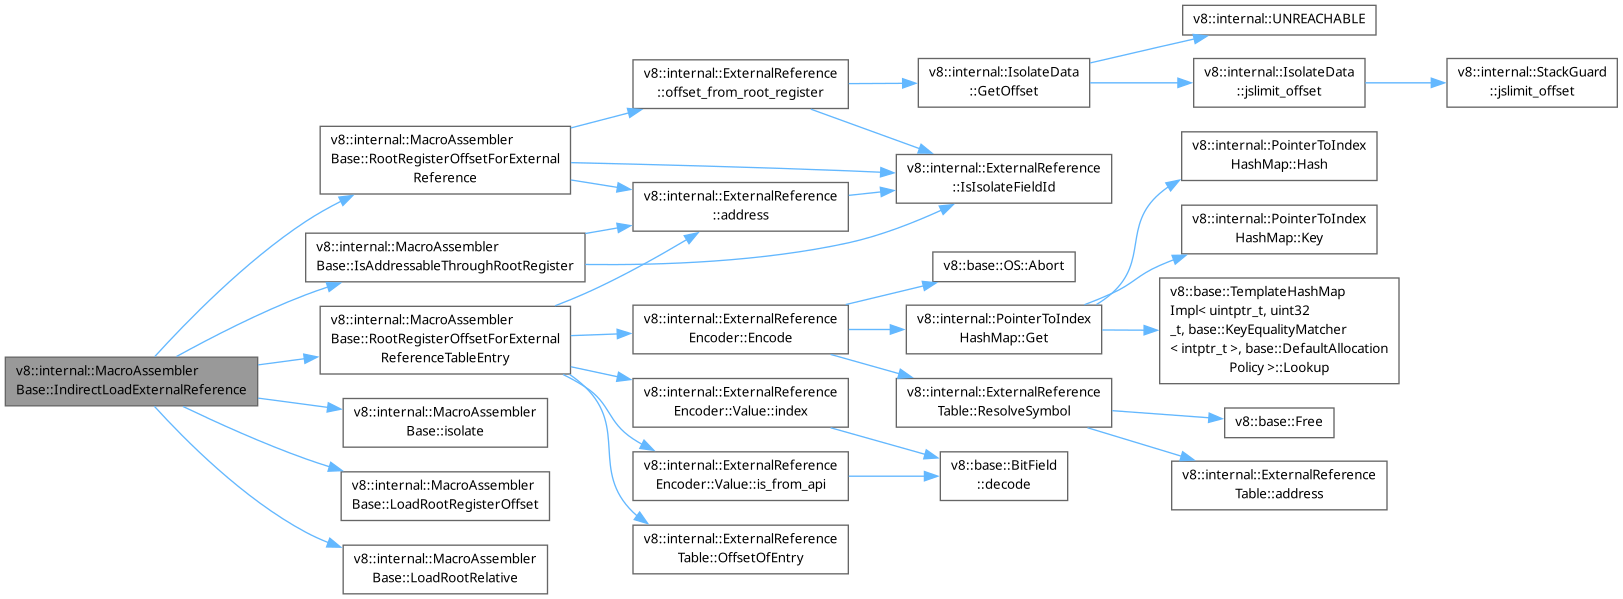 v8::internal::MacroAssembler
Base::IndirectLoadExternalReference
v8::internal::MacroAssembler
Base::RootRegisterOffsetForExternal
Reference
v8::internal::MacroAssembler
Base::IsAddressableThroughRootRegister
v8::internal::MacroAssembler
Base::RootRegisterOffsetForExternal
ReferenceTableEntry
v8::internal::MacroAssembler
Base::isolate
v8::internal::MacroAssembler
Base::LoadRootRegisterOffset
v8::internal::MacroAssembler
Base::LoadRootRelative
v8::internal::ExternalReference
::offset_from_root_register
v8::internal::ExternalReference
::address
v8::internal::ExternalReference
Encoder::Encode
v8::internal::ExternalReference
Encoder::Value::index
v8::internal::ExternalReference
Encoder::Value::is_from_api
v8::internal::ExternalReference
Table::OffsetOfEntry
v8::internal::IsolateData
::GetOffset
v8::internal::ExternalReference
::IsIsolateFieldId
v8::base::OS::Abort
v8::internal::PointerToIndex
HashMap::Get
v8::internal::ExternalReference
Table::ResolveSymbol
v8::base::BitField
::decode
v8::internal::UNREACHABLE
v8::internal::IsolateData
::jslimit_offset
v8::internal::PointerToIndex
HashMap::Hash
v8::internal::PointerToIndex
HashMap::Key
v8::base::TemplateHashMap
Impl< uintptr_t, uint32
_t, base::KeyEqualityMatcher
< intptr_t >, base::DefaultAllocation
Policy >::Lookup
v8::base::Free
v8::internal::ExternalReference
Table::address
v8::internal::StackGuard
::jslimit_offset